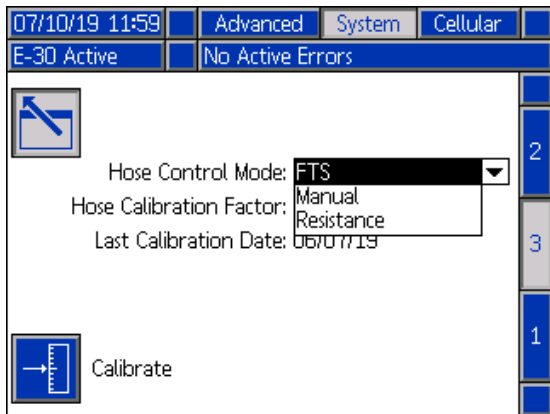 07/10/19 11:59 Advanced System Cellular
E-30 Active No Active Errors
2
Hose Control Mode: FTS
Manual
Hose Calibration Factor:
Resistance
Last Calibration Date: 06/07/19
3
1
Calibrate